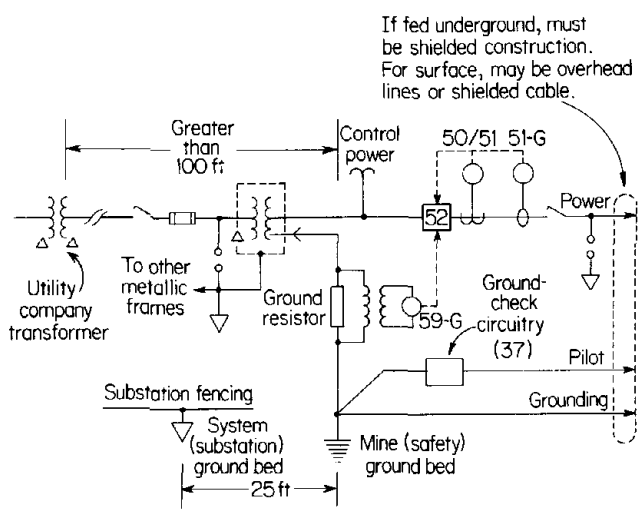 If fed underground, must
be shielded construction.
For surface, may be overhead
lines or shielded cable.
Greater
than
100 ft
Control
power
50/51
51-G
52
Power
Utility
company
transformer
To other
metallic
frames
Ground
resistor
59-G
Ground-
check
circuitry
(37)
Pilot
Grounding
Substation fencing
System
(substation)
ground bed
Mine (safety)
ground bed
25 ft